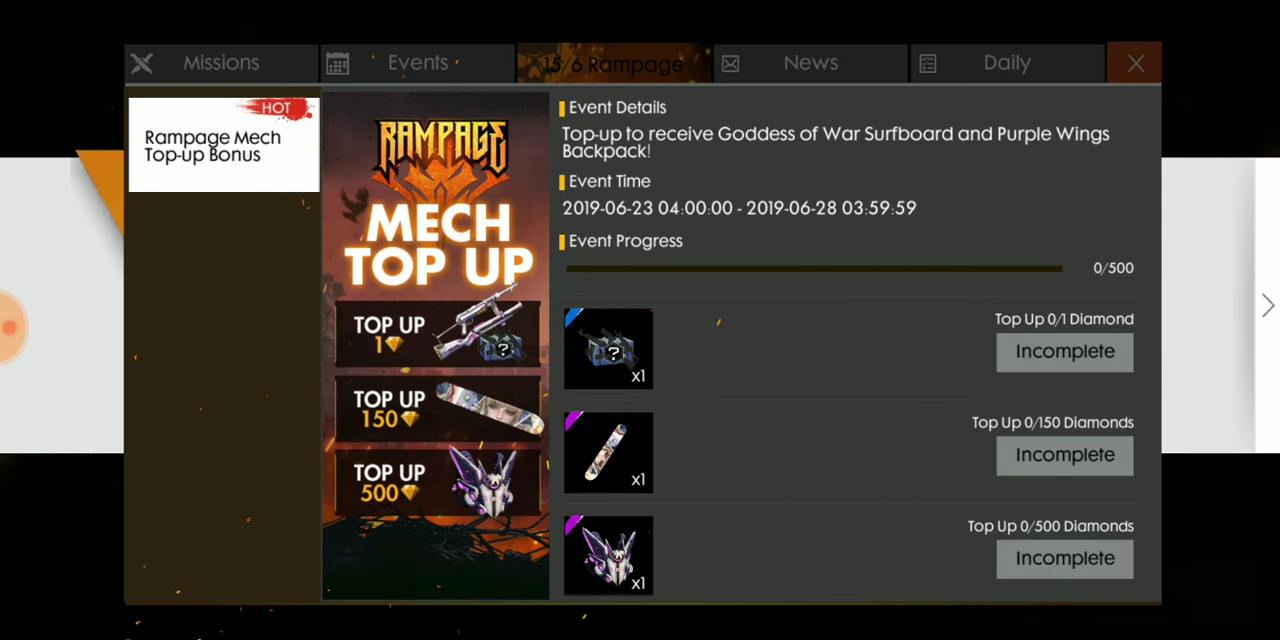 Missions
Events
15/6 Rampage
News
Daily
HOT
Rampage Mech
Top-up Bonus
RAMPAGE
MECH
TOP UP
TOP UP
1
?
TOP UP
150
TOP UP
500
Event Details
Top-up to receive Goddess of War Surfboard and Purple Wings
Backpack!
Event Time
2019-06-23 04:00:00 - 2019-06-28 03:59:59
Event Progress
0/500
?
x1
Top Up 0/1 Diamond
Incomplete
x1
Top Up 0/150 Diamonds
Incomplete
x1
Top Up 0/500 Diamonds
Incomplete